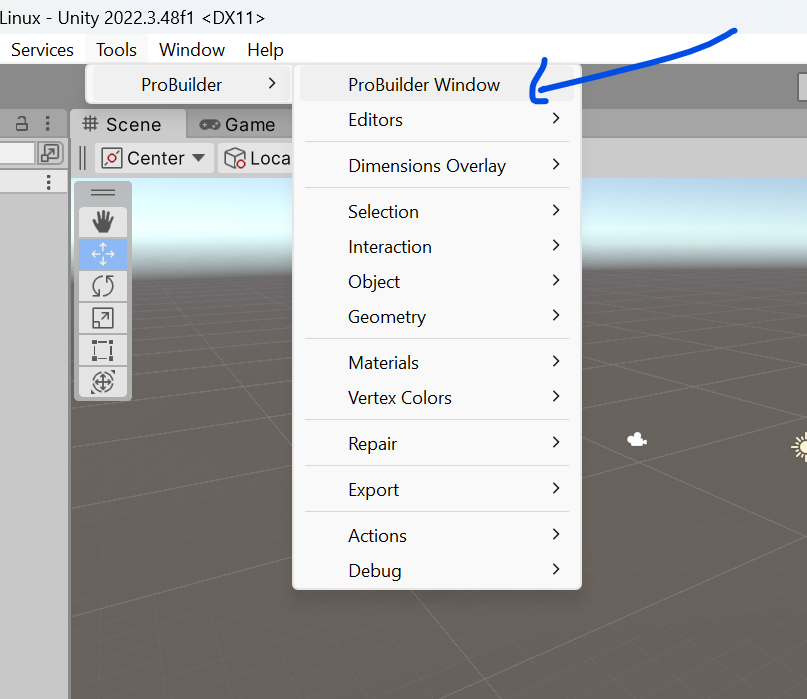 Linux - Unity 2022.3.48f1 <DX11>
Services Tools Window Help
ProBuilder
ProBuilder Window
Editors
Dimensions Overlay
Selection
Interaction
Object
Geometry
Materials
Vertex Colors
Repair
Export
Actions
Debug
Scene Game
Center Loca